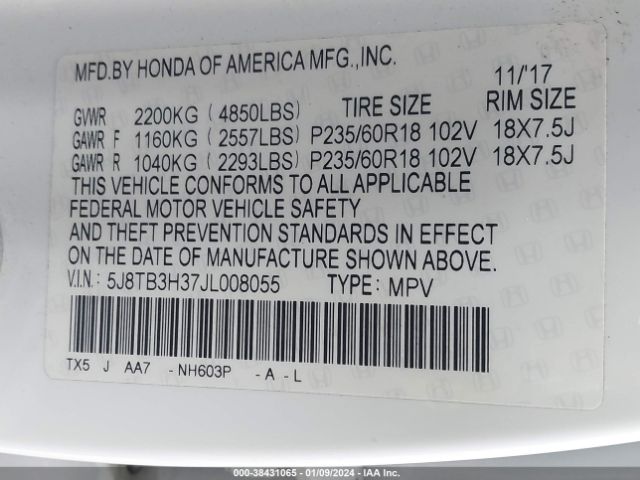 MFD.BY HONDA OF AMERICA MFG.,INC.
11/'17
GVWR 2200KG (4850LBS) TIRE SIZE RIM SIZE
GAWR F 1160KG (2557LBS) P235/60R18 102V 18X7.5J
GAWR R 1040KG (2293LBS) P235/60R18 102V 18X7.5J
THIS VEHICLE CONFORMS TO ALL APPLICABLE
FEDERAL MOTOR VEHICLE SAFETY
AND THEFT PREVENTION STANDARDS IN EFFECT
ON THE DATE OF MANUFACTURE SHOWN ABOVE.
V.I.N.: 5J8TB3H37JL008055 TYPE: MPV
TX5 J AA7 -NH603P -A -L
000-38431065 - 01/09/2024 - IAA Inc.